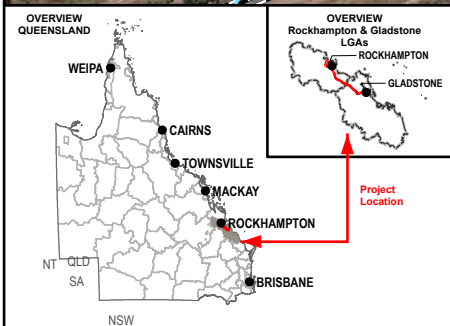 OVERVIEW
QUEENSLAND
WEIPA
CAIRNS
TOWNSVILLE
MACKAY
ROCKHAMPTON
BRISBANE
NT
QLD
SA
NSW
OVERVIEW
Rockhampton & Gladstone
LGAs
ROCKHAMPTON
GLADSTONE
Project
Location